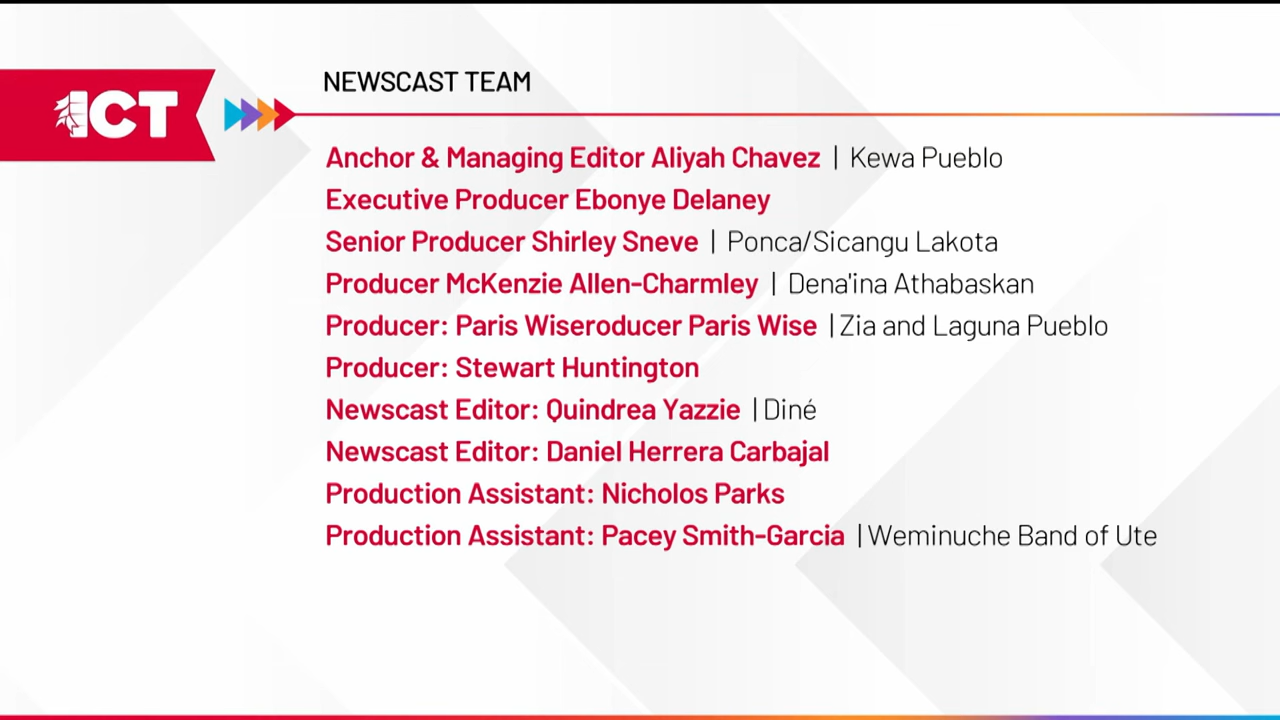 ICT
NEWSCAST TEAM
Anchor & Managing Editor Aliyah Chavez | Kewa Pueblo
Executive Producer Ebonye Delaney
Senior Producer Shirley Sneve | Ponca/Sicangu Lakota
Producer McKenzie Allen-Charmley | Dena'ina Athabaskan
Producer: Paris Wiseroducer Paris Wise | Zia and Laguna Pueblo
Producer: Stewart Huntington
Newscast Editor: Quindrea Yazzie | Diné
Newscast Editor: Daniel Herrera Carbajal
Production Assistant: Nicholos Parks
Production Assistant: Pacey Smith-Garcia | Weminuche Band of Ute